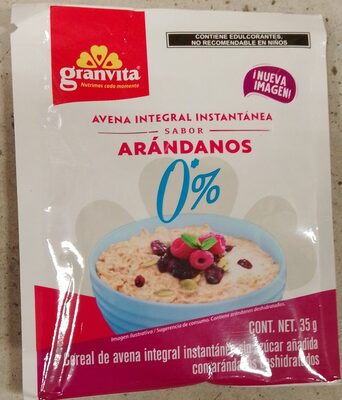 granvita
Nutrimos cada momento
CONTIENE EDULCORANTES,
NO RECOMENDABLE EN NIÑOS
¡NUEVA
IMAGEN!
AVENA INTEGRAL INSTANTÁNEA
SABOR
ARÁNDANOS
0*%
Imagen ilustrativa / Sugerencia de consumo. Contiene arándanos deshidratados.
CONT. NET. 35 g
Cereal de avena integral instantánea sin azúcar añadida
con arándanos deshidratados